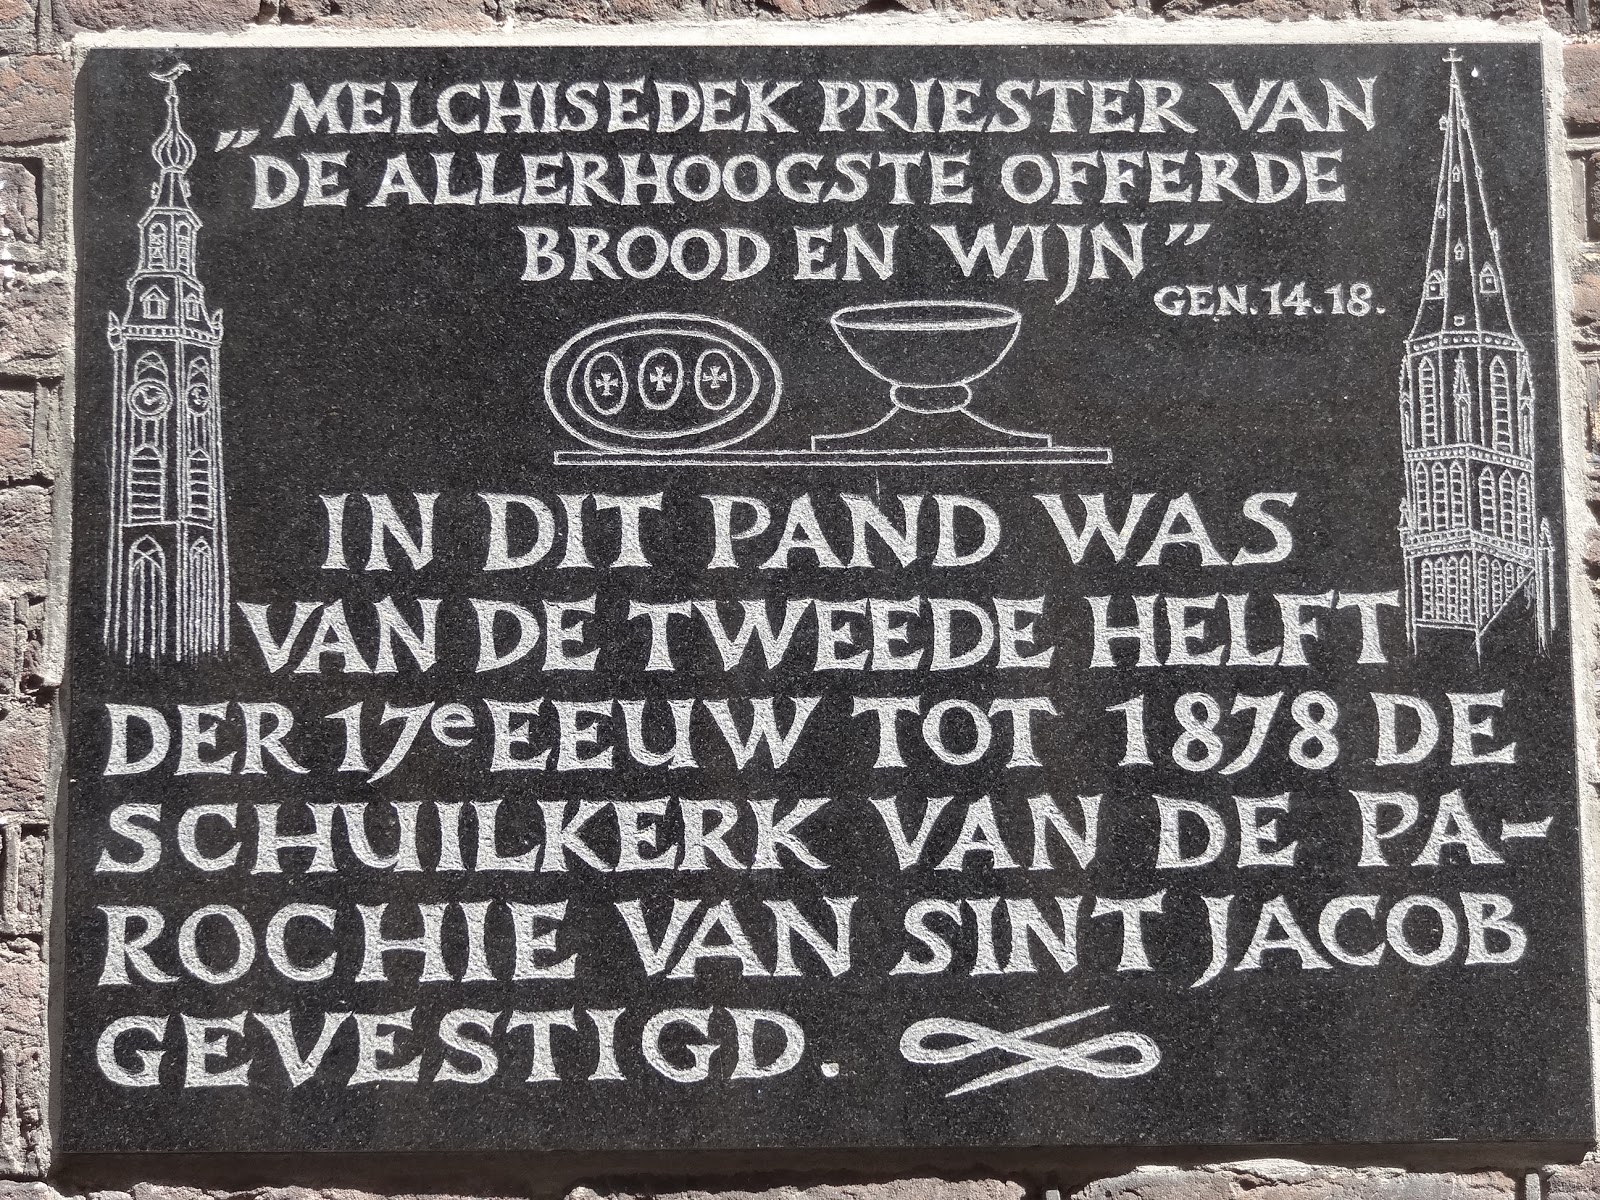 „MELCHISEDEK PRIESTER VAN
DE ALLERHOOGSTE OFFERDE
BROOD EN WIJN”
GEN.14.18.
IN DIT PAND WAS
VAN DE TWEEDE HELFT
DER 17e EEUW TOT 1878 DE
SCHUILKERK VAN DE PA-
ROCHIE VAN SINT JACOB
GEVESTIGD.